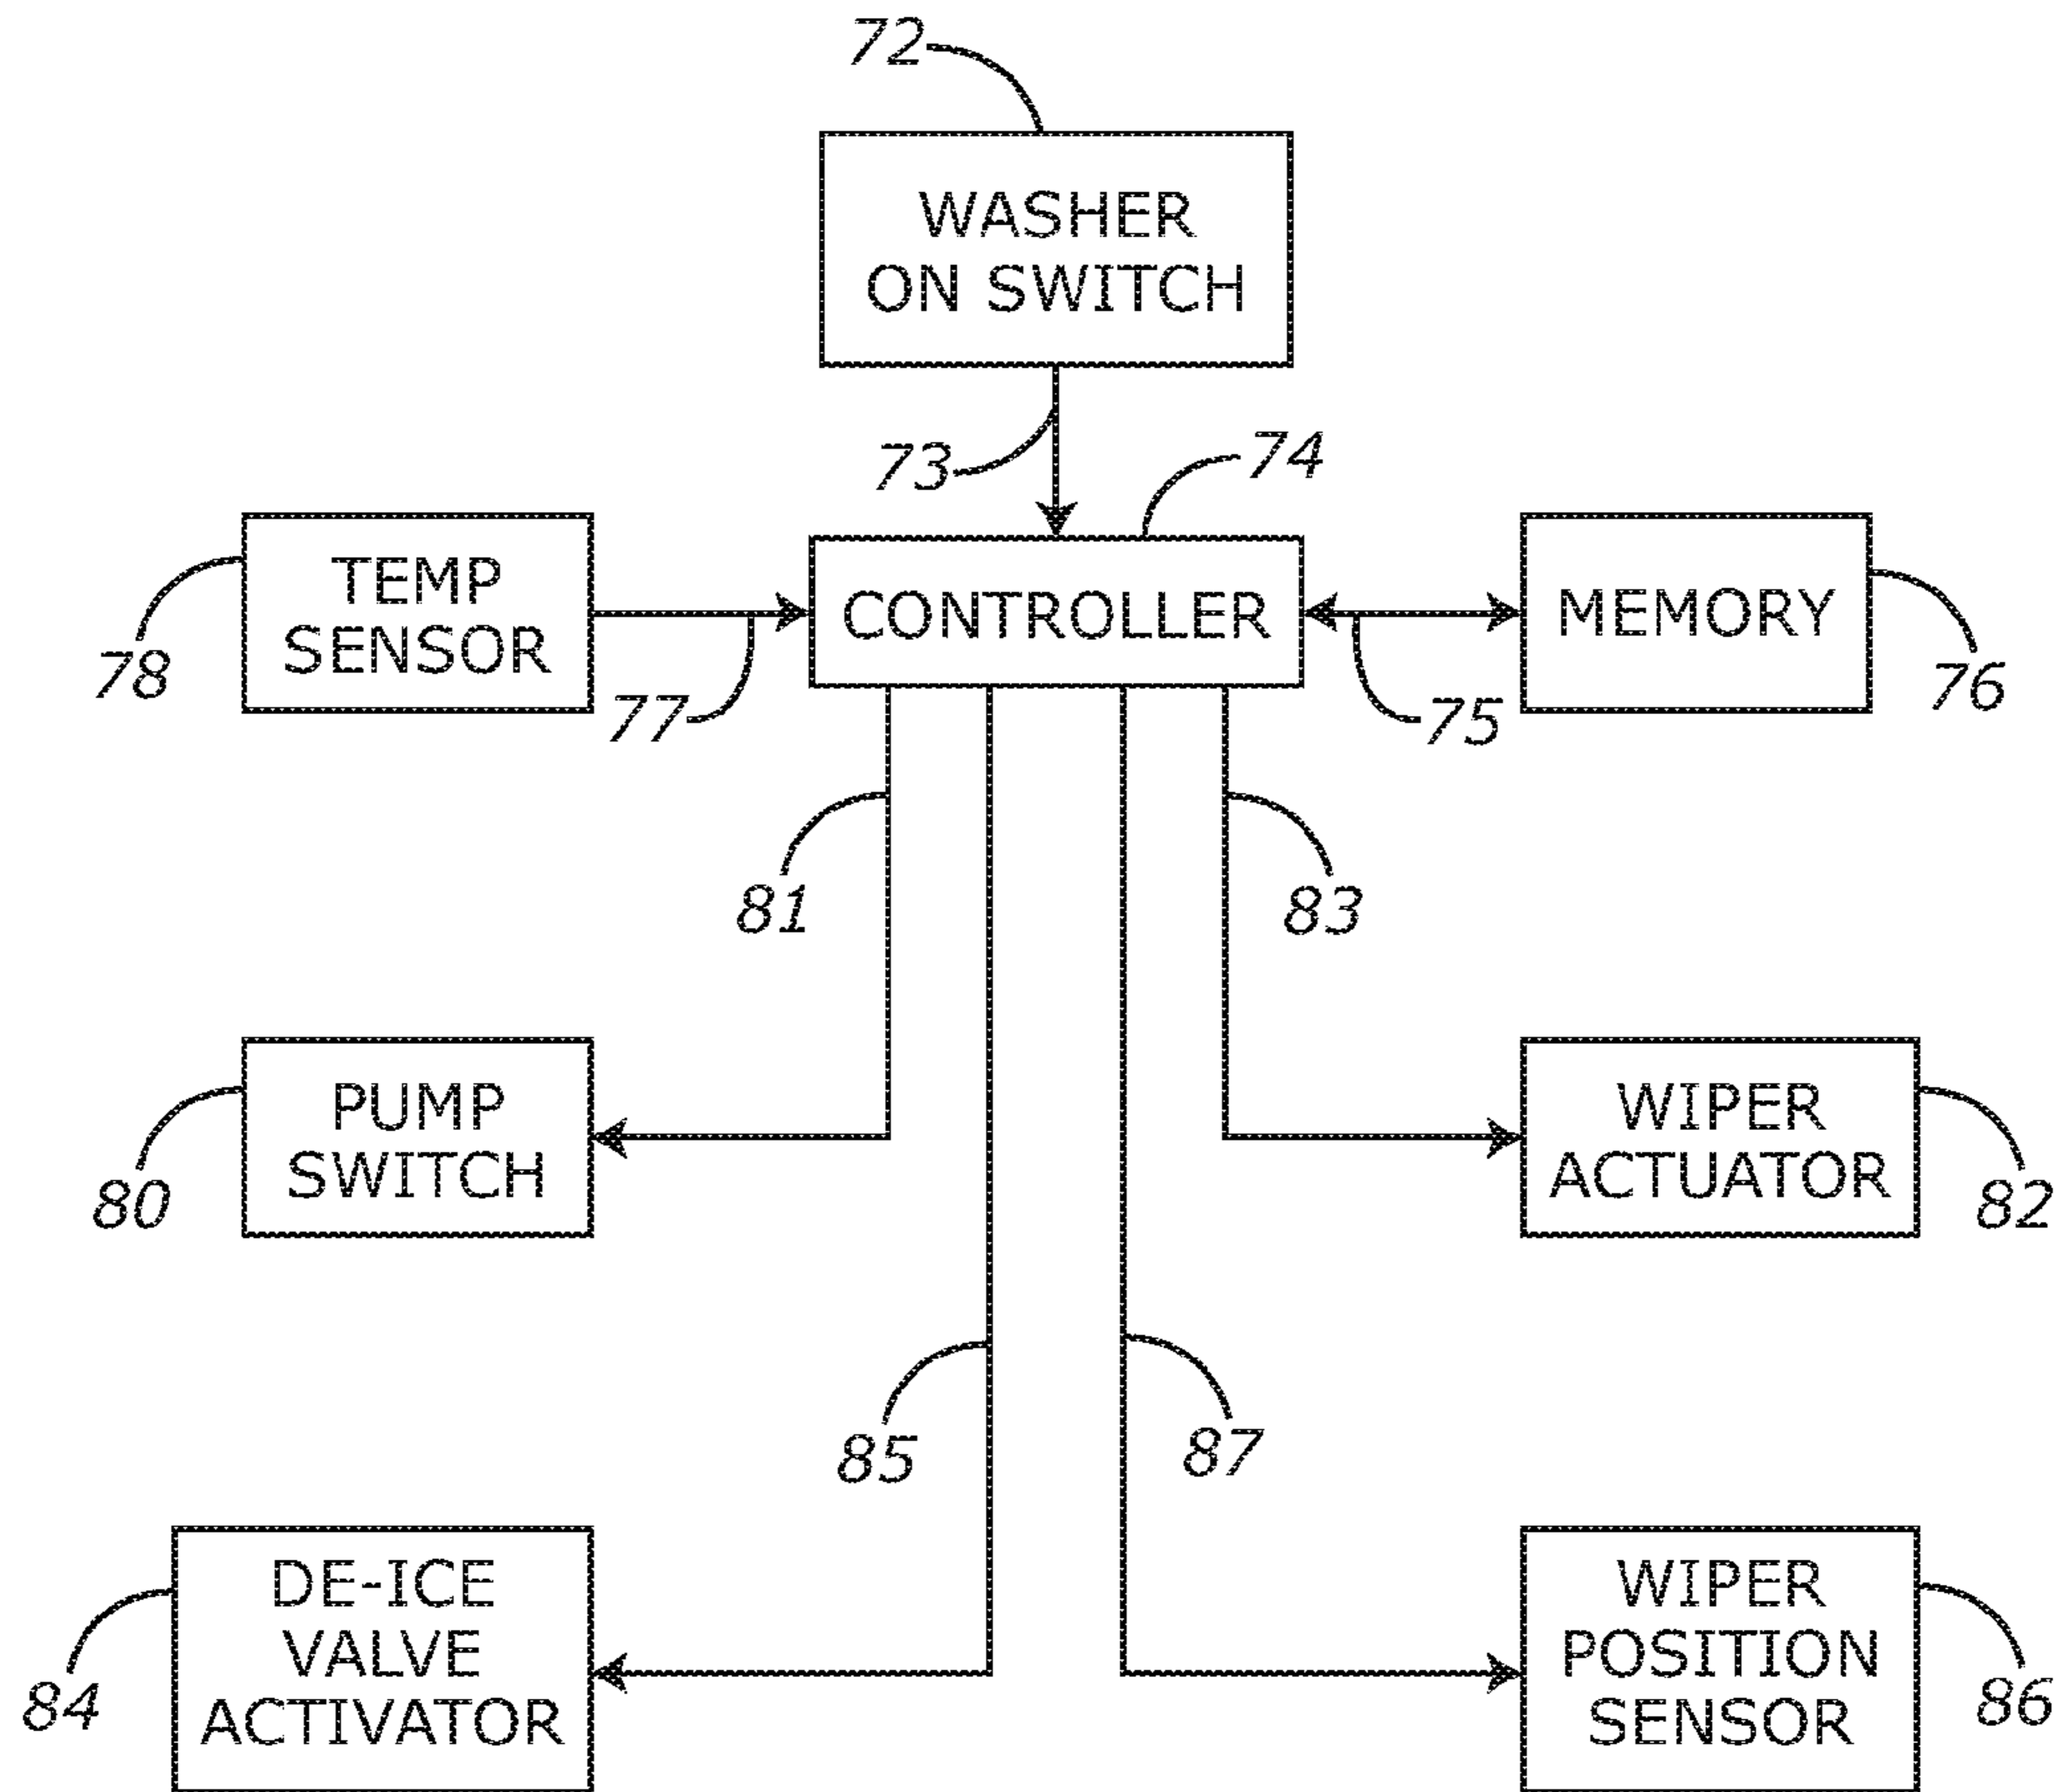 72
WASHER
ON SWITCH
73
74
TEMP
SENSOR
78
77
CONTROLLER
75
MEMORY
76
81
83
PUMP
SWITCH
80
WIPER
ACTUATOR
82
85
87
DE-ICE
VALVE
ACTIVATOR
84
WIPER
POSITION
SENSOR
86